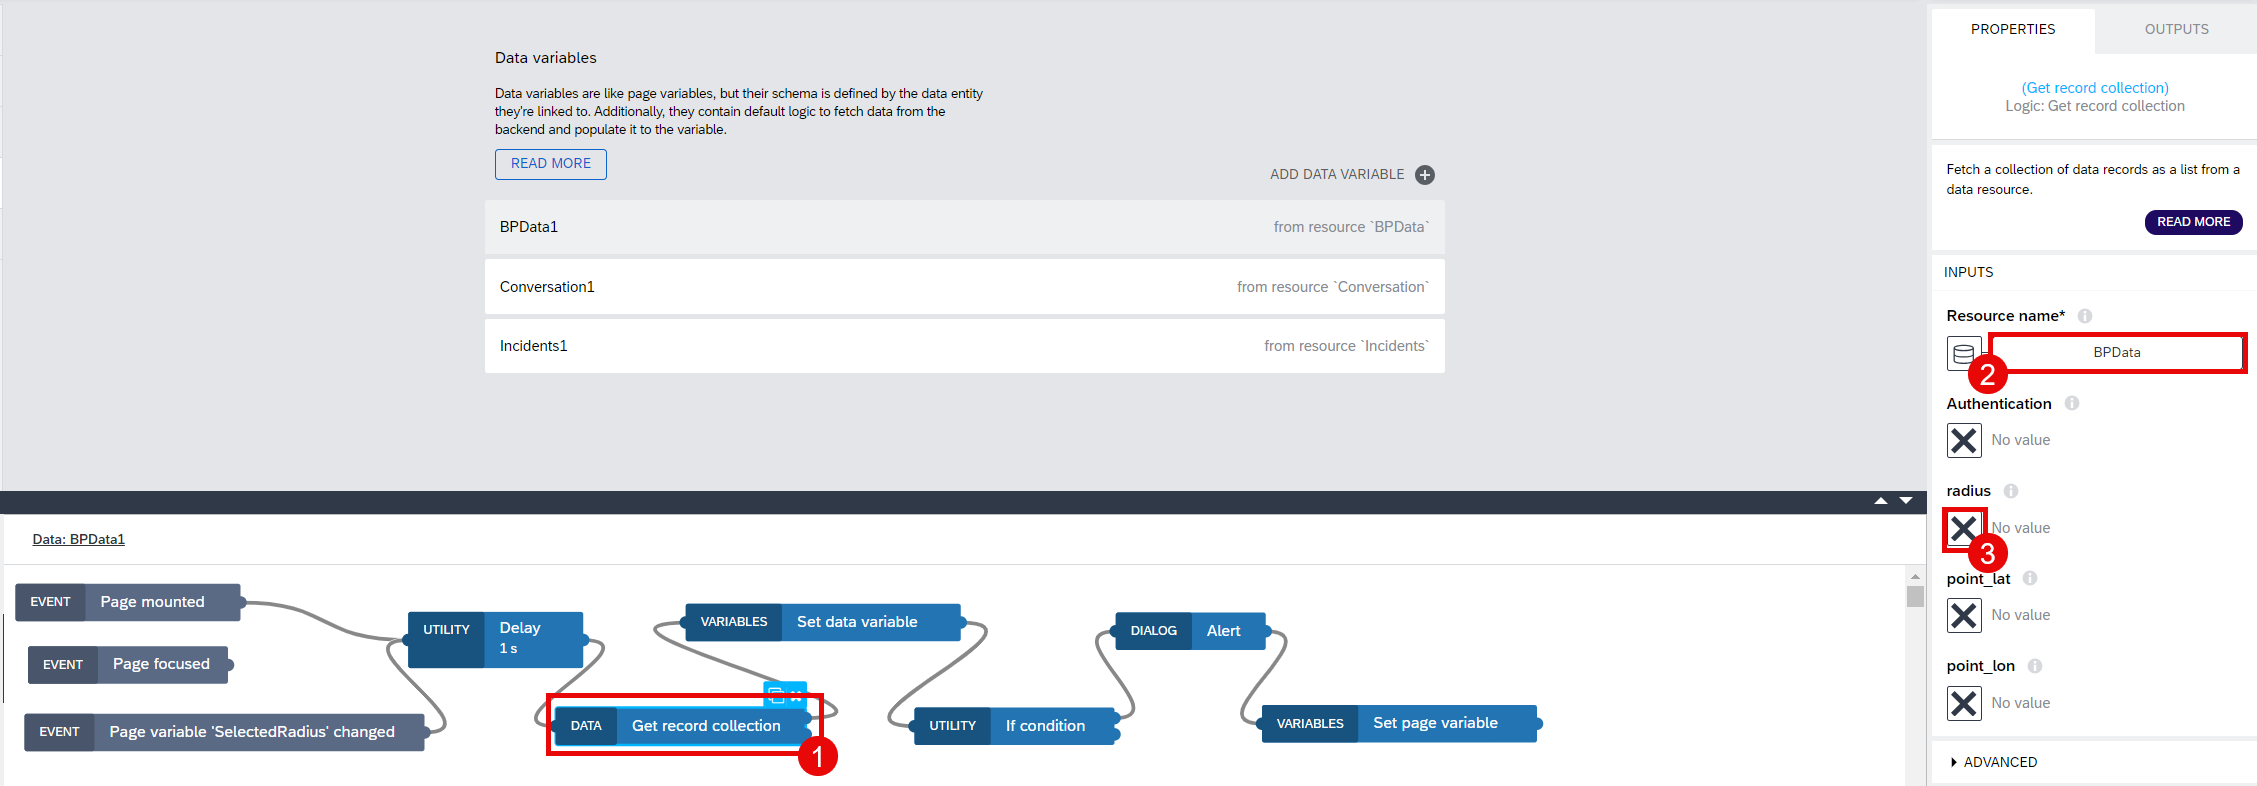 Data variables
Data variables are like page variables, but their schema is defined by the data entity
they're linked to. Additionally, they contain default logic to fetch data from the
backend and populate it to the variable.
READ MORE
ADD DATA VARIABLE
BPData1
from resource `BPData`
Conversation1
from resource `Conversation`
Incidents1
from resource `Incidents`
Data: BPData1
EVENT Page mounted
EVENT Page focused
EVENT Page variable 'SelectedRadius' changed
UTILITY Delay
1 s
DATA Get record collection
1
VARIABLES Set data variable
UTILITY If condition
DIALOG Alert
VARIABLES Set page variable
PROPERTIES
OUTPUTS
(Get record collection)
Logic: Get record collection
Fetch a collection of data records as a list from a
data resource.
READ MORE
INPUTS
Resource name*
BPData
2
Authentication
No value
radius
No value
3
point_lat
No value
point_lon
No value
ADVANCED